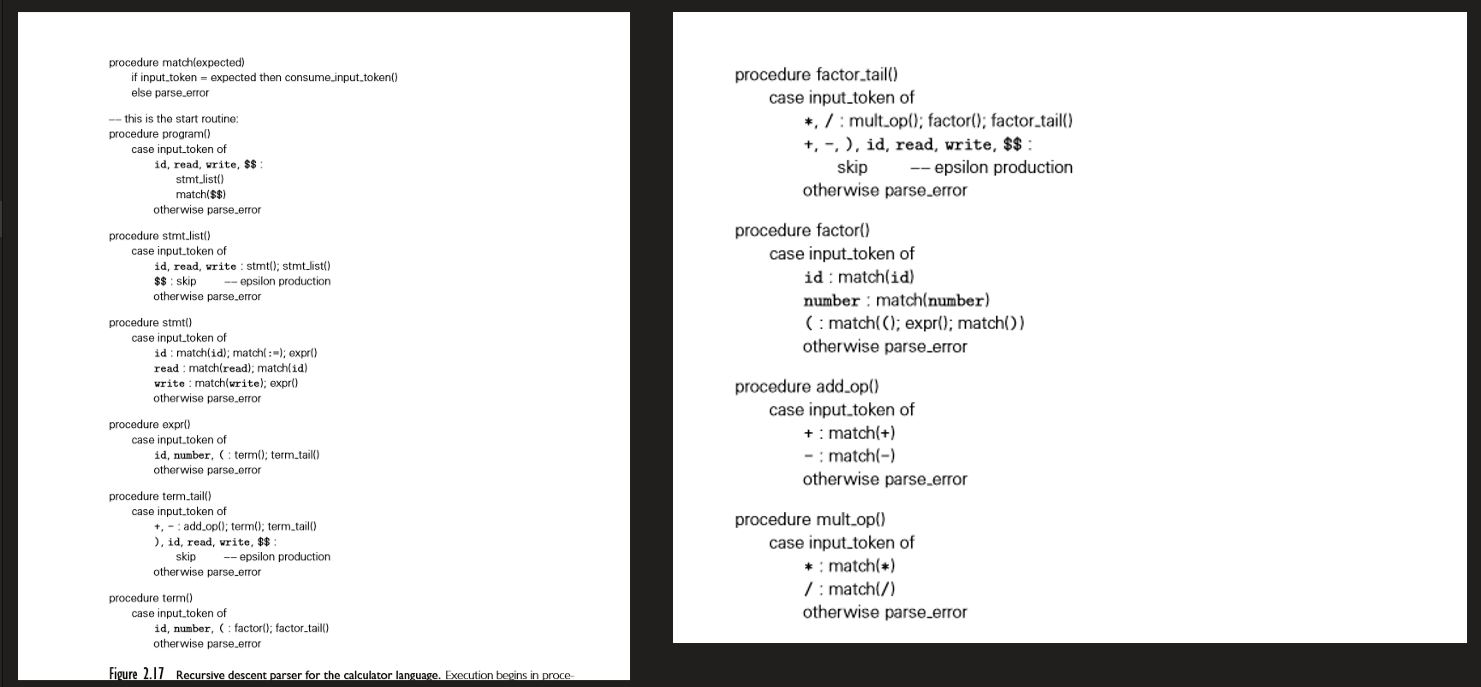 procedure match(expected)
if input_token = expected then consume_input_token()
else parse_error
-- this is the start routine:
procedure program()
case input_token of
id, read, write, $$ :
stmt_list()
match($$)
otherwise parse_error
procedure stmt_list()
case input_token of
id, read, write : stmt(); stmt_list()
$$ : skip -- epsilon production
otherwise parse_error
procedure stmt()
case input_token of
id : match(id); match(:=); expr()
read : match(read); match(id)
write : match(write); expr()
otherwise parse_error
procedure expr()
case input_token of
id, number, ( : term(); term_tail()
otherwise parse_error
procedure term_tail()
case input_token of
+, - : add_op(); term(); term_tail()
), id, read, write, $$ :
skip -- epsilon production
otherwise parse_error
procedure term()
case input_token of
id, number, ( : factor(); factor_tail()
otherwise parse_error
Figure 2.17 Recursive descent parser for the calculator language. Execution begins in proce-
procedure factor_tail()
case input_token of
*, / : mult_op(); factor(); factor_tail()
+, -, ), id, read, write, $$ :
skip -- epsilon production
otherwise parse_error
procedure factor()
case input_token of
id : match(id)
number : match(number)
( : match((); expr(); match())
otherwise parse_error
procedure add_op()
case input_token of
+ : match(+)
- : match(-)
otherwise parse_error
procedure mult_op()
case input_token of
* : match(*)
/ : match(/)
otherwise parse_error